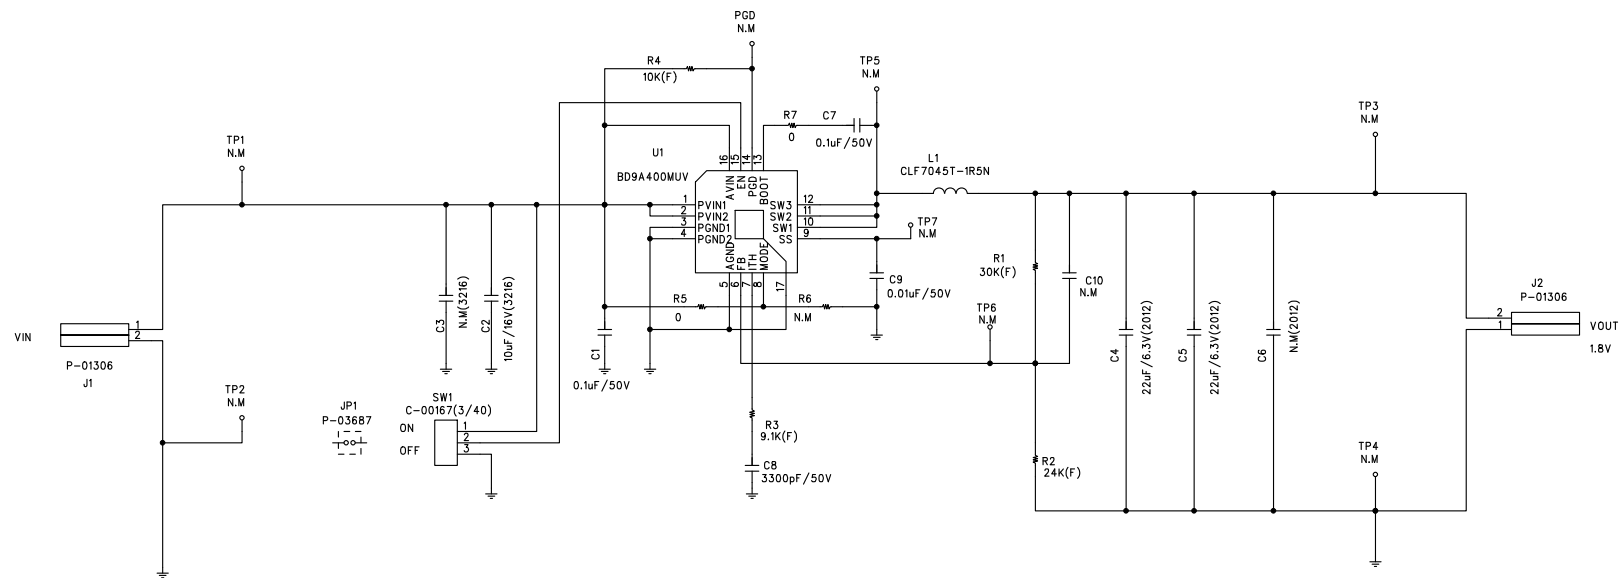 PGD
N.M
R4
10K(F)
TP5
N.M
R7
0
C7
0.1uF/50V
TP3
N.M
TP1
N.M
U1
BD9A400MUV
16
15
14
13
AVIN
EN
PGD
BOOT
L1
CLF7045T-1R5N
1
2
3
4
PVIN1
PVIN2
PGND1
PGND2
SW3
SW2
SW1
SS
12
11
10
9
TP7
N.M
AGND
FB
ITH
MODE
5
6
7
8
17
R5
0
R6
N.M
C9
0.01uF/50V
R1
30K(F)
C10
N.M
TP6
N.M
C3
N.M(3216)
C2
10uF/16V(3216)
C1
0.1uF/50V
C4
22uF/6.3V(2012)
C5
22uF/6.3V(2012)
C6
N.M(2012)
J2
P-01306
2
1
VOUT
1.8V
VIN
1
2
P-01306
J1
TP2
N.M
JP1
P-03687
SW1
C-00167(3/40)
ON
OFF
1
2
3
R3
9.1K(F)
C8
3300pF/50V
R2
24K(F)
TP4
N.M